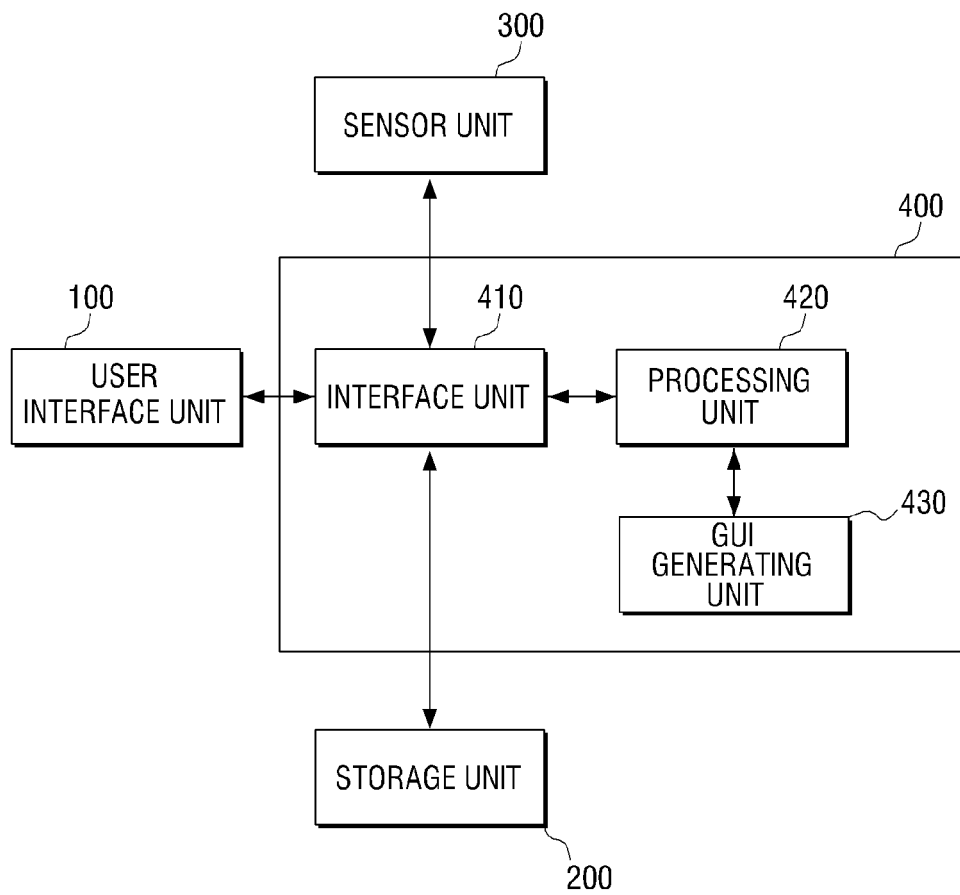 300
SENSOR UNIT
400
100
410
420
USER
INTERFACE UNIT
INTERFACE UNIT
PROCESSING
UNIT
430
GUI
GENERATING
UNIT
STORAGE UNIT
200